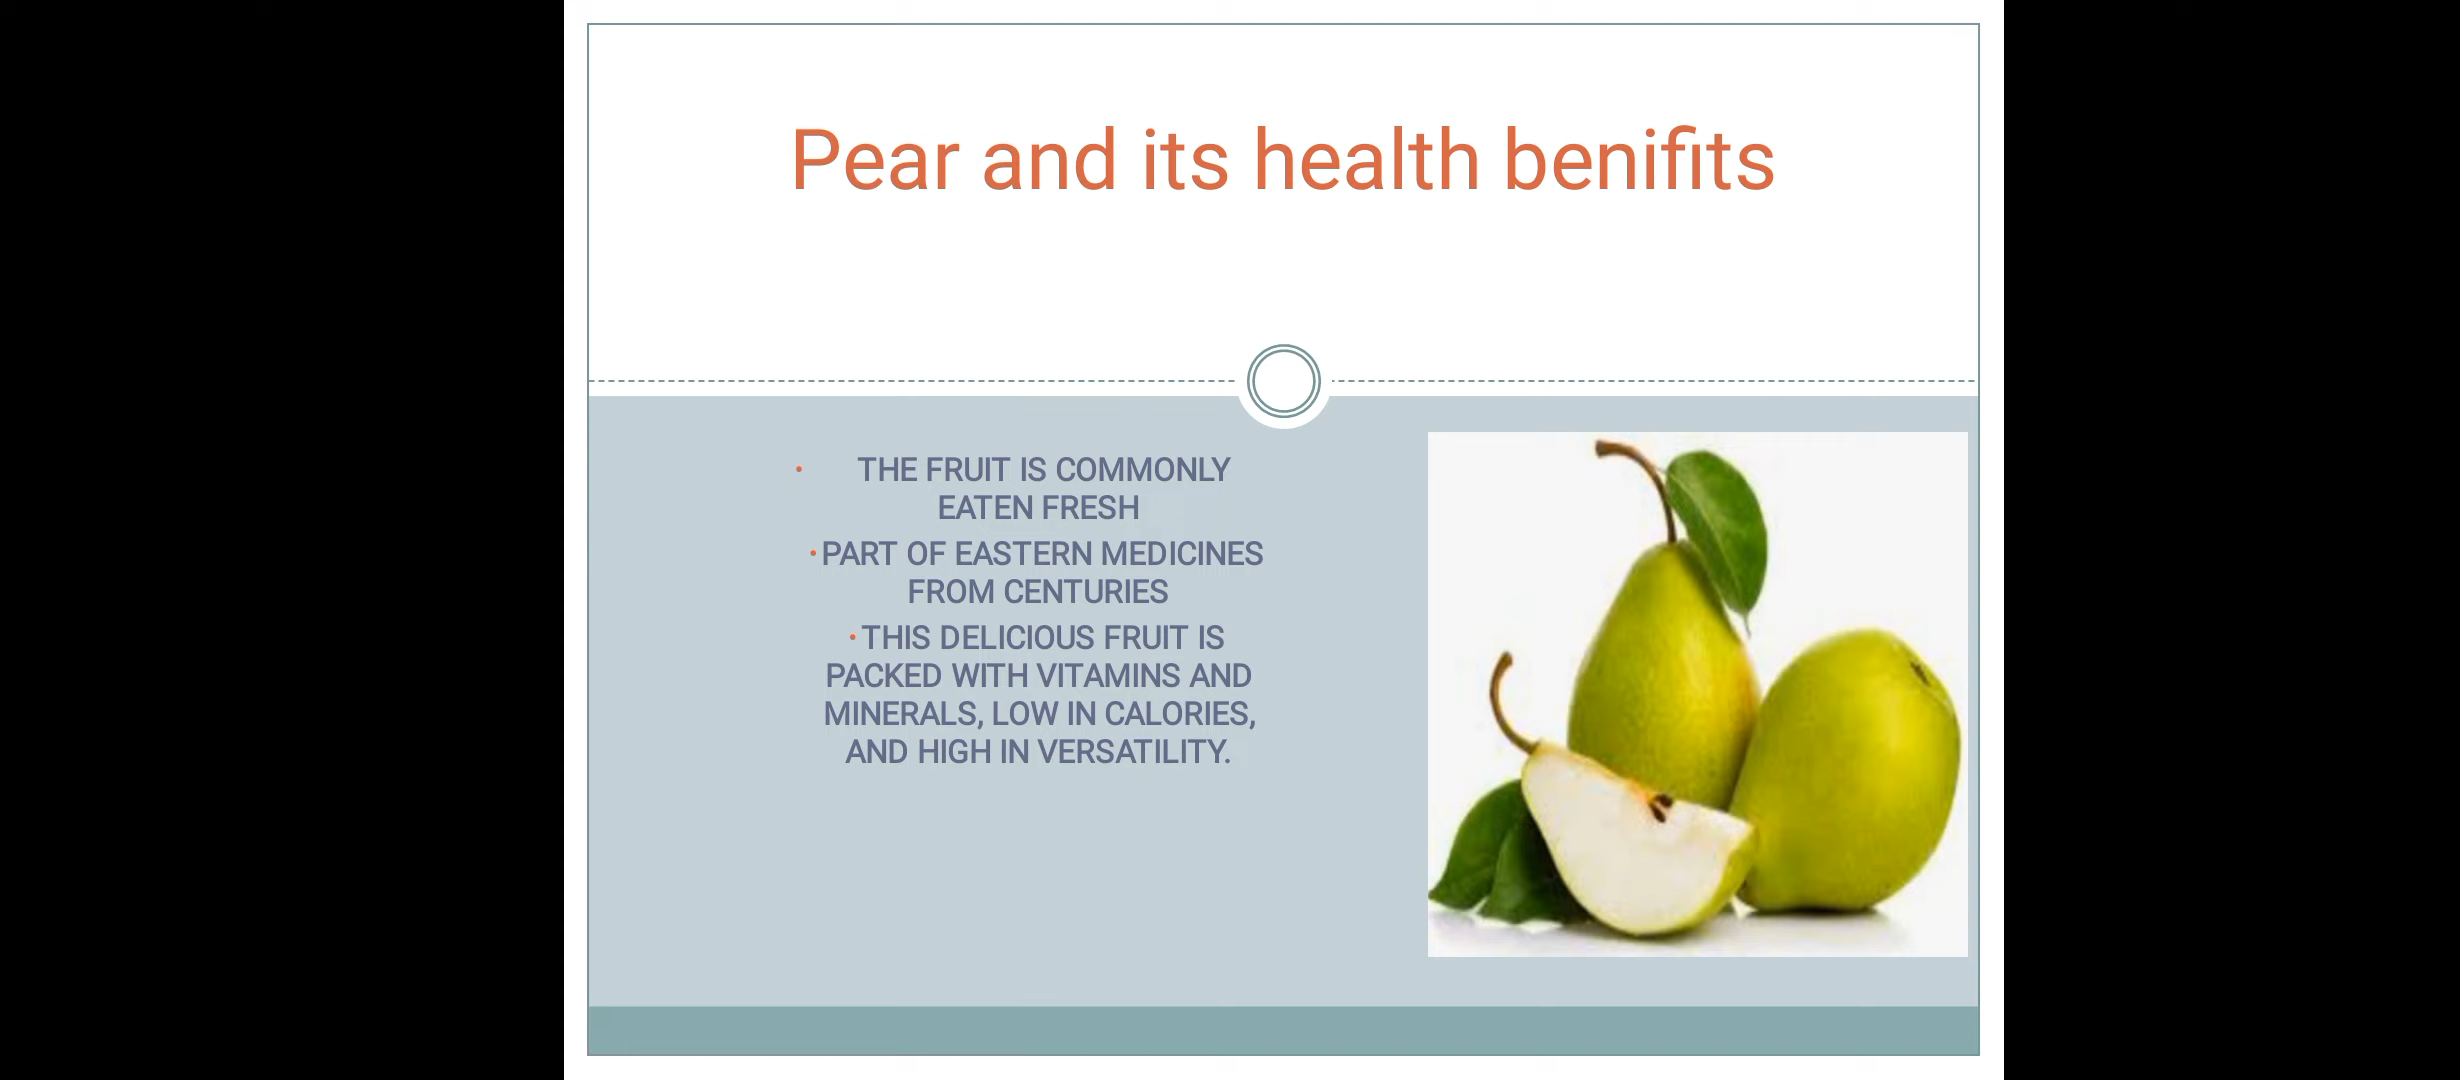 Pear and its health benifits
• THE FRUIT IS COMMONLY
EATEN FRESH
•PART OF EASTERN MEDICINES
FROM CENTURIES
•THIS DELICIOUS FRUIT IS
PACKED WITH VITAMINS AND
MINERALS, LOW IN CALORIES,
AND HIGH IN VERSATILITY.